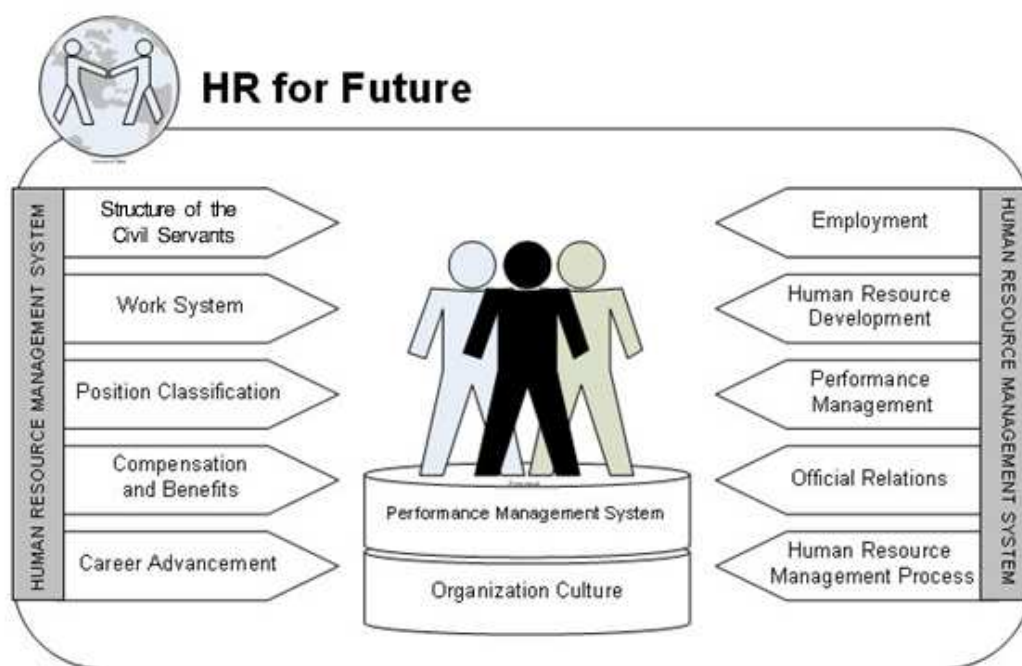 HR for Future
HUMAN RESOURCE MANAGEMENT SYSTEM
Structure of the
Civil Servants
Work System
Position Classification
Compensation
and Benefits
Career Advancement
Performance Management System
Organization Culture
Employment
Human Resource
Development
Performance
Management
Official Relations
Human Resource
Management Process
HUMAN RESOURCE MANAGEMENT SYSTEM